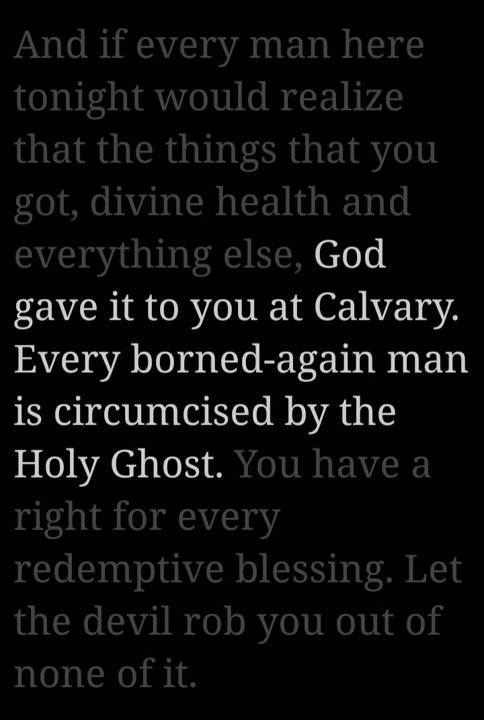 And if every man here
tonight would realize
that the things that you
got, divine health and
everything else, God
gave it to you at Calvary.
Every borned-again man
is circumcised by the
Holy Ghost. You have a
right for every
redemptive blessing. Let
the devil rob you out of
none of it.